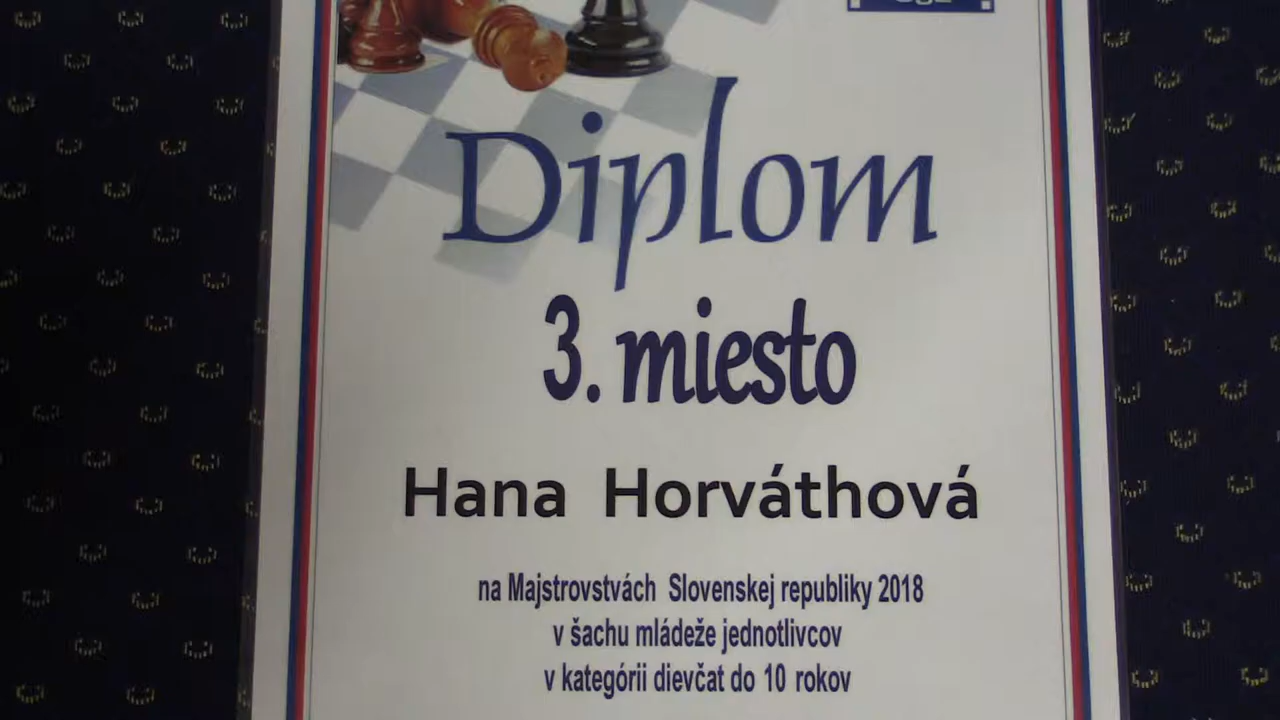 Diplom
3. miesto
Hana Horváthová
na Majstrovstvách Slovenskej republiky 2018
v šachu mládeže jednotlivcov
v kategórii dievčat do 10 rokov